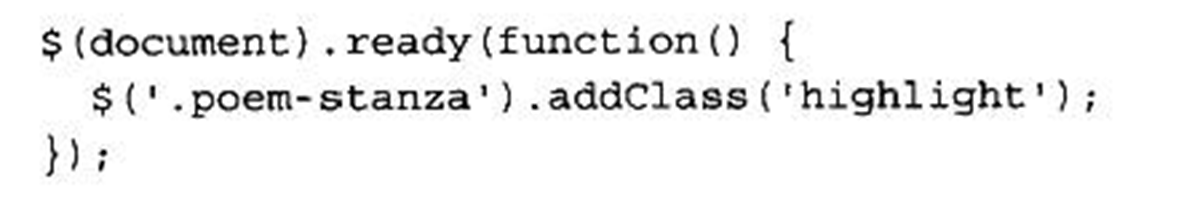 $(document).ready(function() {
  $('.poem-stanza').addClass('highlight');
});